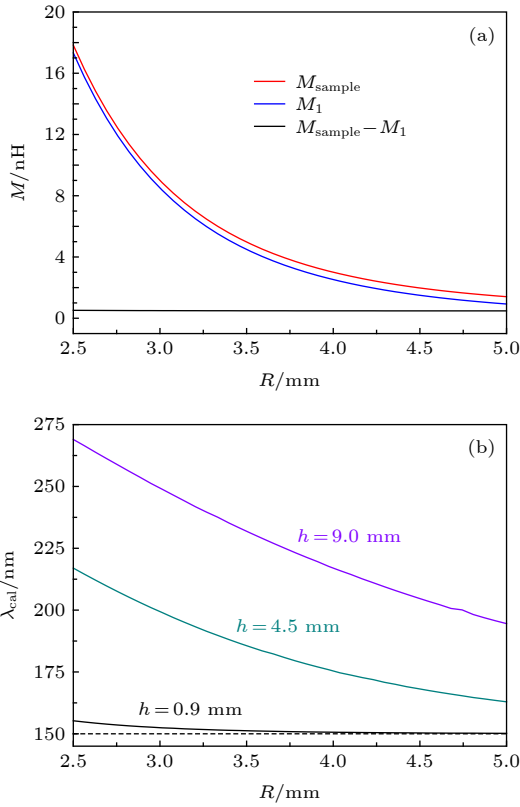 20
(a)
16
M_sample
M_1
M_sample − M_1
12
M/nH
8
4
0
2.5 3.0 3.5 4.0 4.5 5.0
R/mm
275
(b)
250
h = 9.0 mm
225
λ_cal/nm
200
h = 4.5 mm
175
h = 0.9 mm
150
2.5 3.0 3.5 4.0 4.5 5.0
R/mm